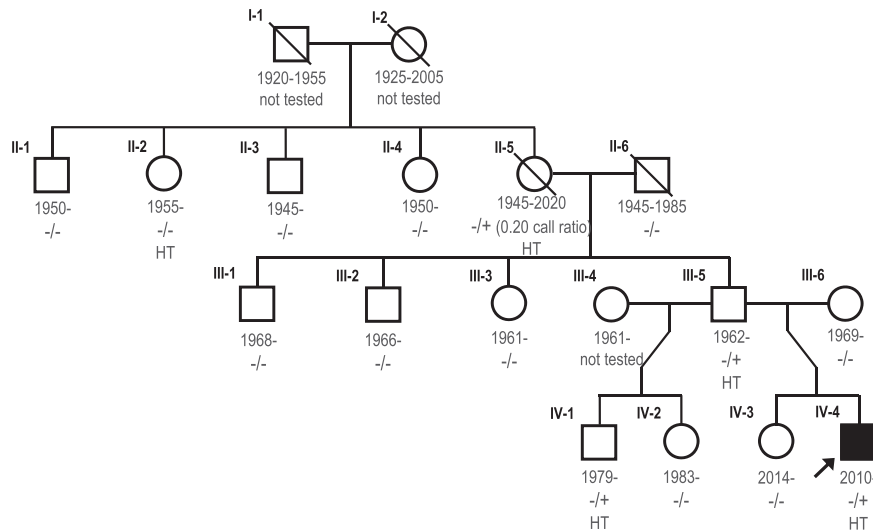 I-1 I-2
1920-1955 1925-2005
not tested not tested
II-1 II-2 II-3 II-4 II-5 II-6
1950- 1955- 1945- 1950- 1945-2020 1945-1985
-/- -/- -/- -/- -/+ (0.20 call ratio) -/-
HT HT
III-1 III-2 III-3 III-4 III-5 III-6
1968- 1966- 1961- 1961- 1962- 1969-
-/- -/- -/- not tested -/+ -/-
HT
IV-1 IV-2 IV-3 IV-4
1979- 1983- 2014- 2010-
-/+ -/- -/- -/+
HT HT